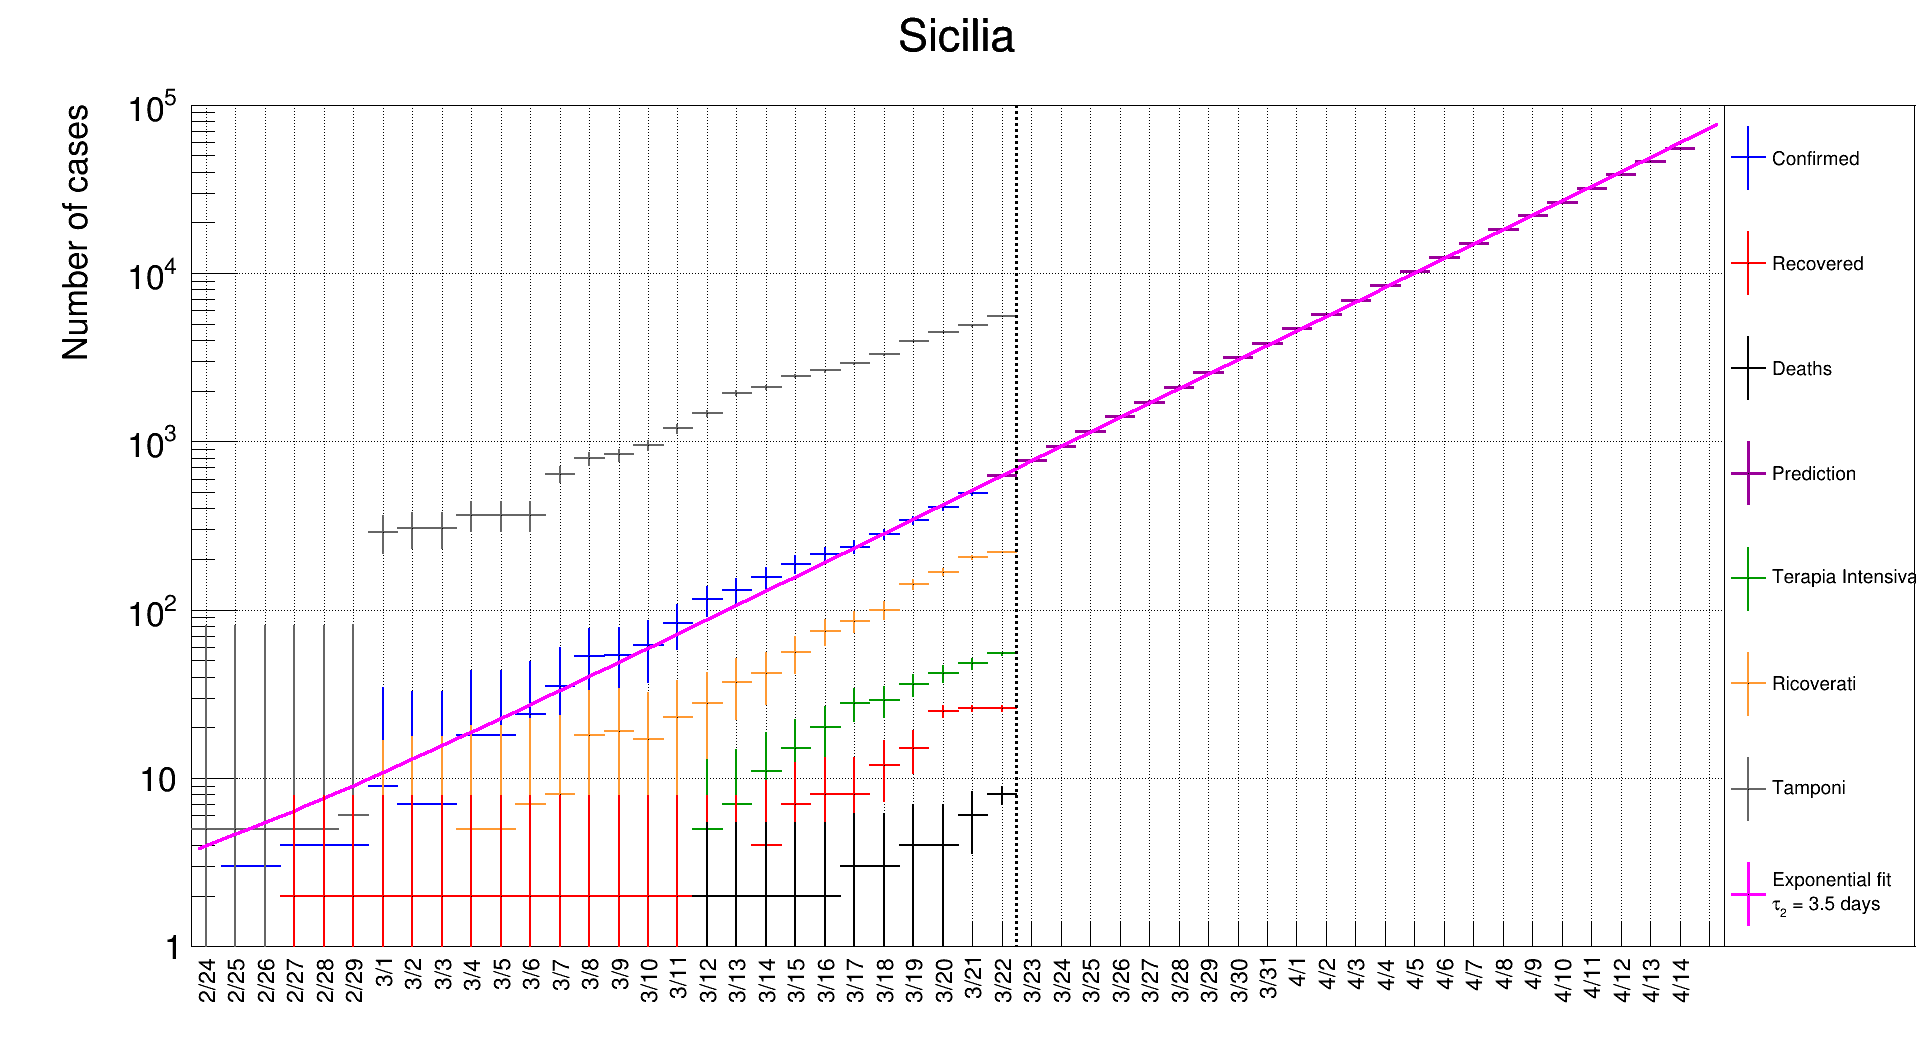 Sicilia
Number of cases
10^5
10^4
10^3
10^2
10
1
2/24 2/25 2/26 2/27 2/28 2/29 3/1 3/2 3/3 3/4 3/5 3/6 3/7 3/8 3/9 3/10 3/11 3/12 3/13 3/14 3/15 3/16 3/17 3/18 3/19 3/20 3/21 3/22 3/23 3/24 3/25 3/26 3/27 3/28 3/29 3/30 3/31 4/1 4/2 4/3 4/4 4/5 4/6 4/7 4/8 4/9 4/10 4/11 4/12 4/13 4/14
Confirmed
Recovered
Deaths
Prediction
Terapia Intensiva
Ricoverati
Tamponi
Exponential fit
τ₂ = 3.5 days